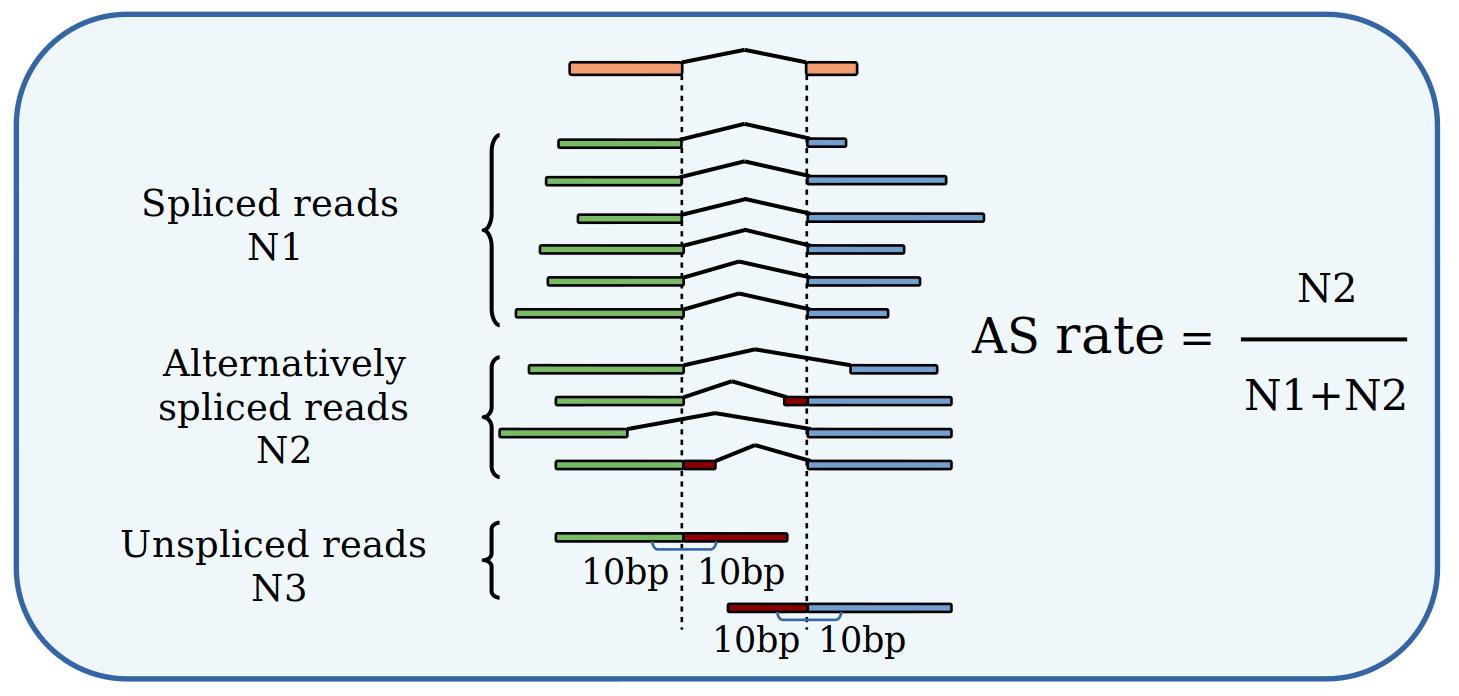 Spliced reads
N1
Alternatively
spliced reads
N2
Unspliced reads
N3
10bp 10bp
10bp 10bp
AS rate =
N2
N1+N2